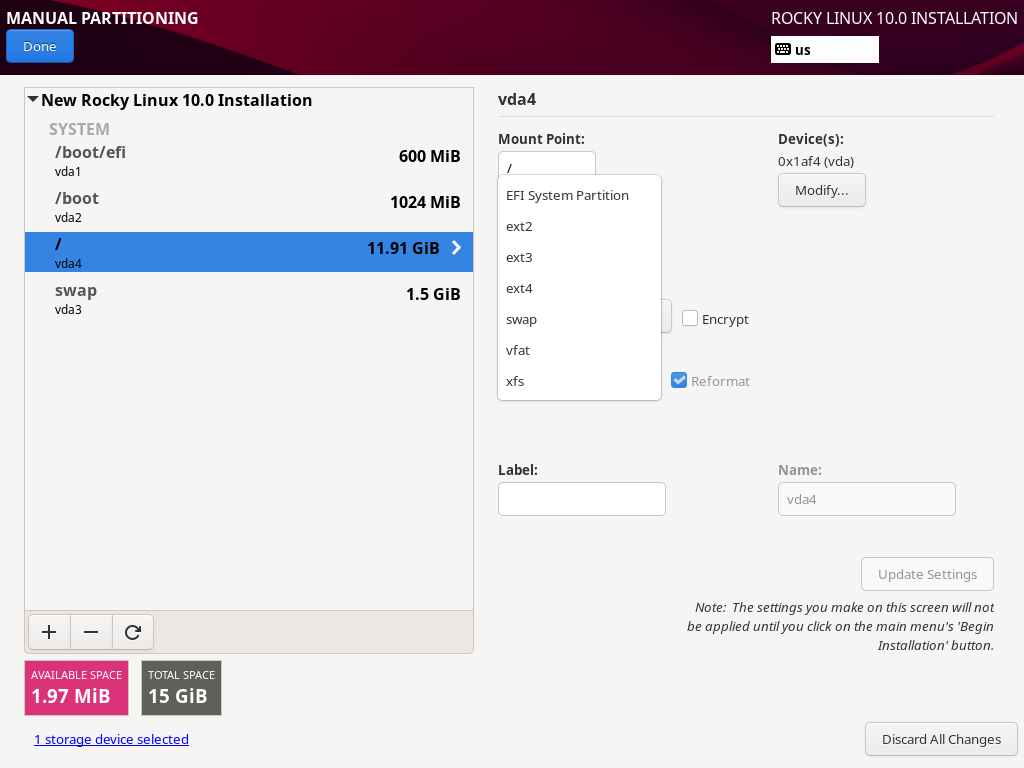 MANUAL PARTITIONING
ROCKY LINUX 10.0 INSTALLATION
Done
us
New Rocky Linux 10.0 Installation
SYSTEM
/boot/efi
600 MiB
vda1
/boot
1024 MiB
vda2
/
11.91 GiB
vda4
swap
1.5 GiB
vda3
AVAILABLE SPACE
1.97 MiB
TOTAL SPACE
15 GiB
1 storage device selected
vda4
Mount Point:
/
Device(s):
0x1af4 (vda)
Modify...
EFI System Partition
ext2
ext3
ext4
swap
vfat
xfs
Encrypt
Reformat
Label:
Name:
vda4
Update Settings
Note: The settings you make on this screen will not
be applied until you click on the main menu's 'Begin
Installation' button.
Discard All Changes